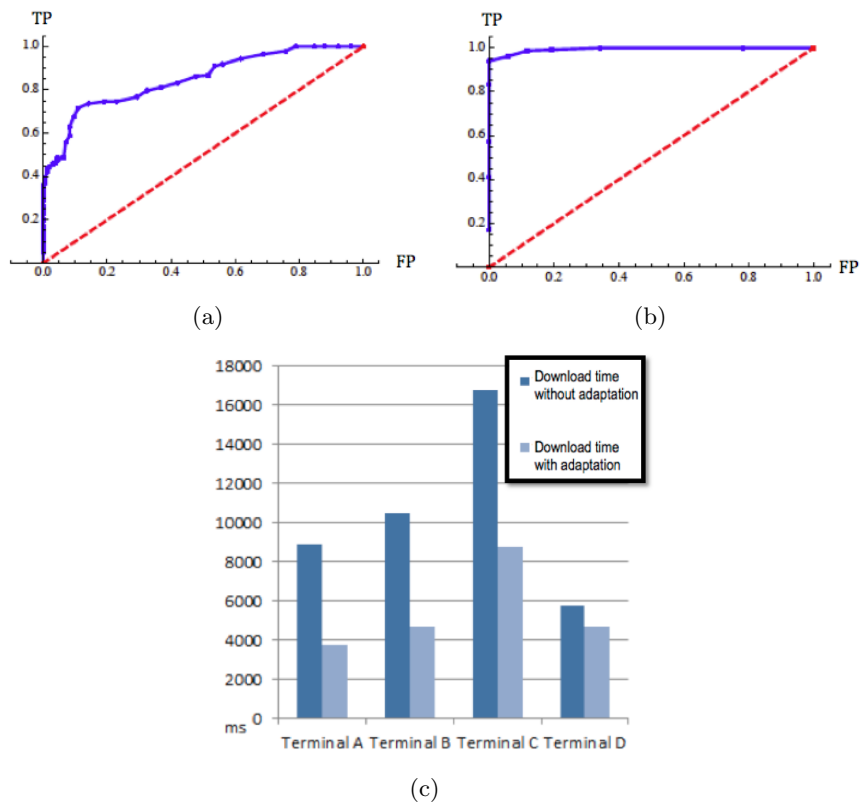 TP
1.0
0.8
0.6
0.4
0.2
0.0 0.2 0.4 0.6 0.8 1.0
FP
(a)
TP
1.0
0.8
0.6
0.4
0.2
0.0 0.2 0.4 0.6 0.8 1.0
FP
(b)
18000
16000
14000
12000
10000
8000
6000
4000
2000
0
ms
Download time
without adaptation
Download time
with adaptation
Terminal A Terminal B Terminal C Terminal D
(c)